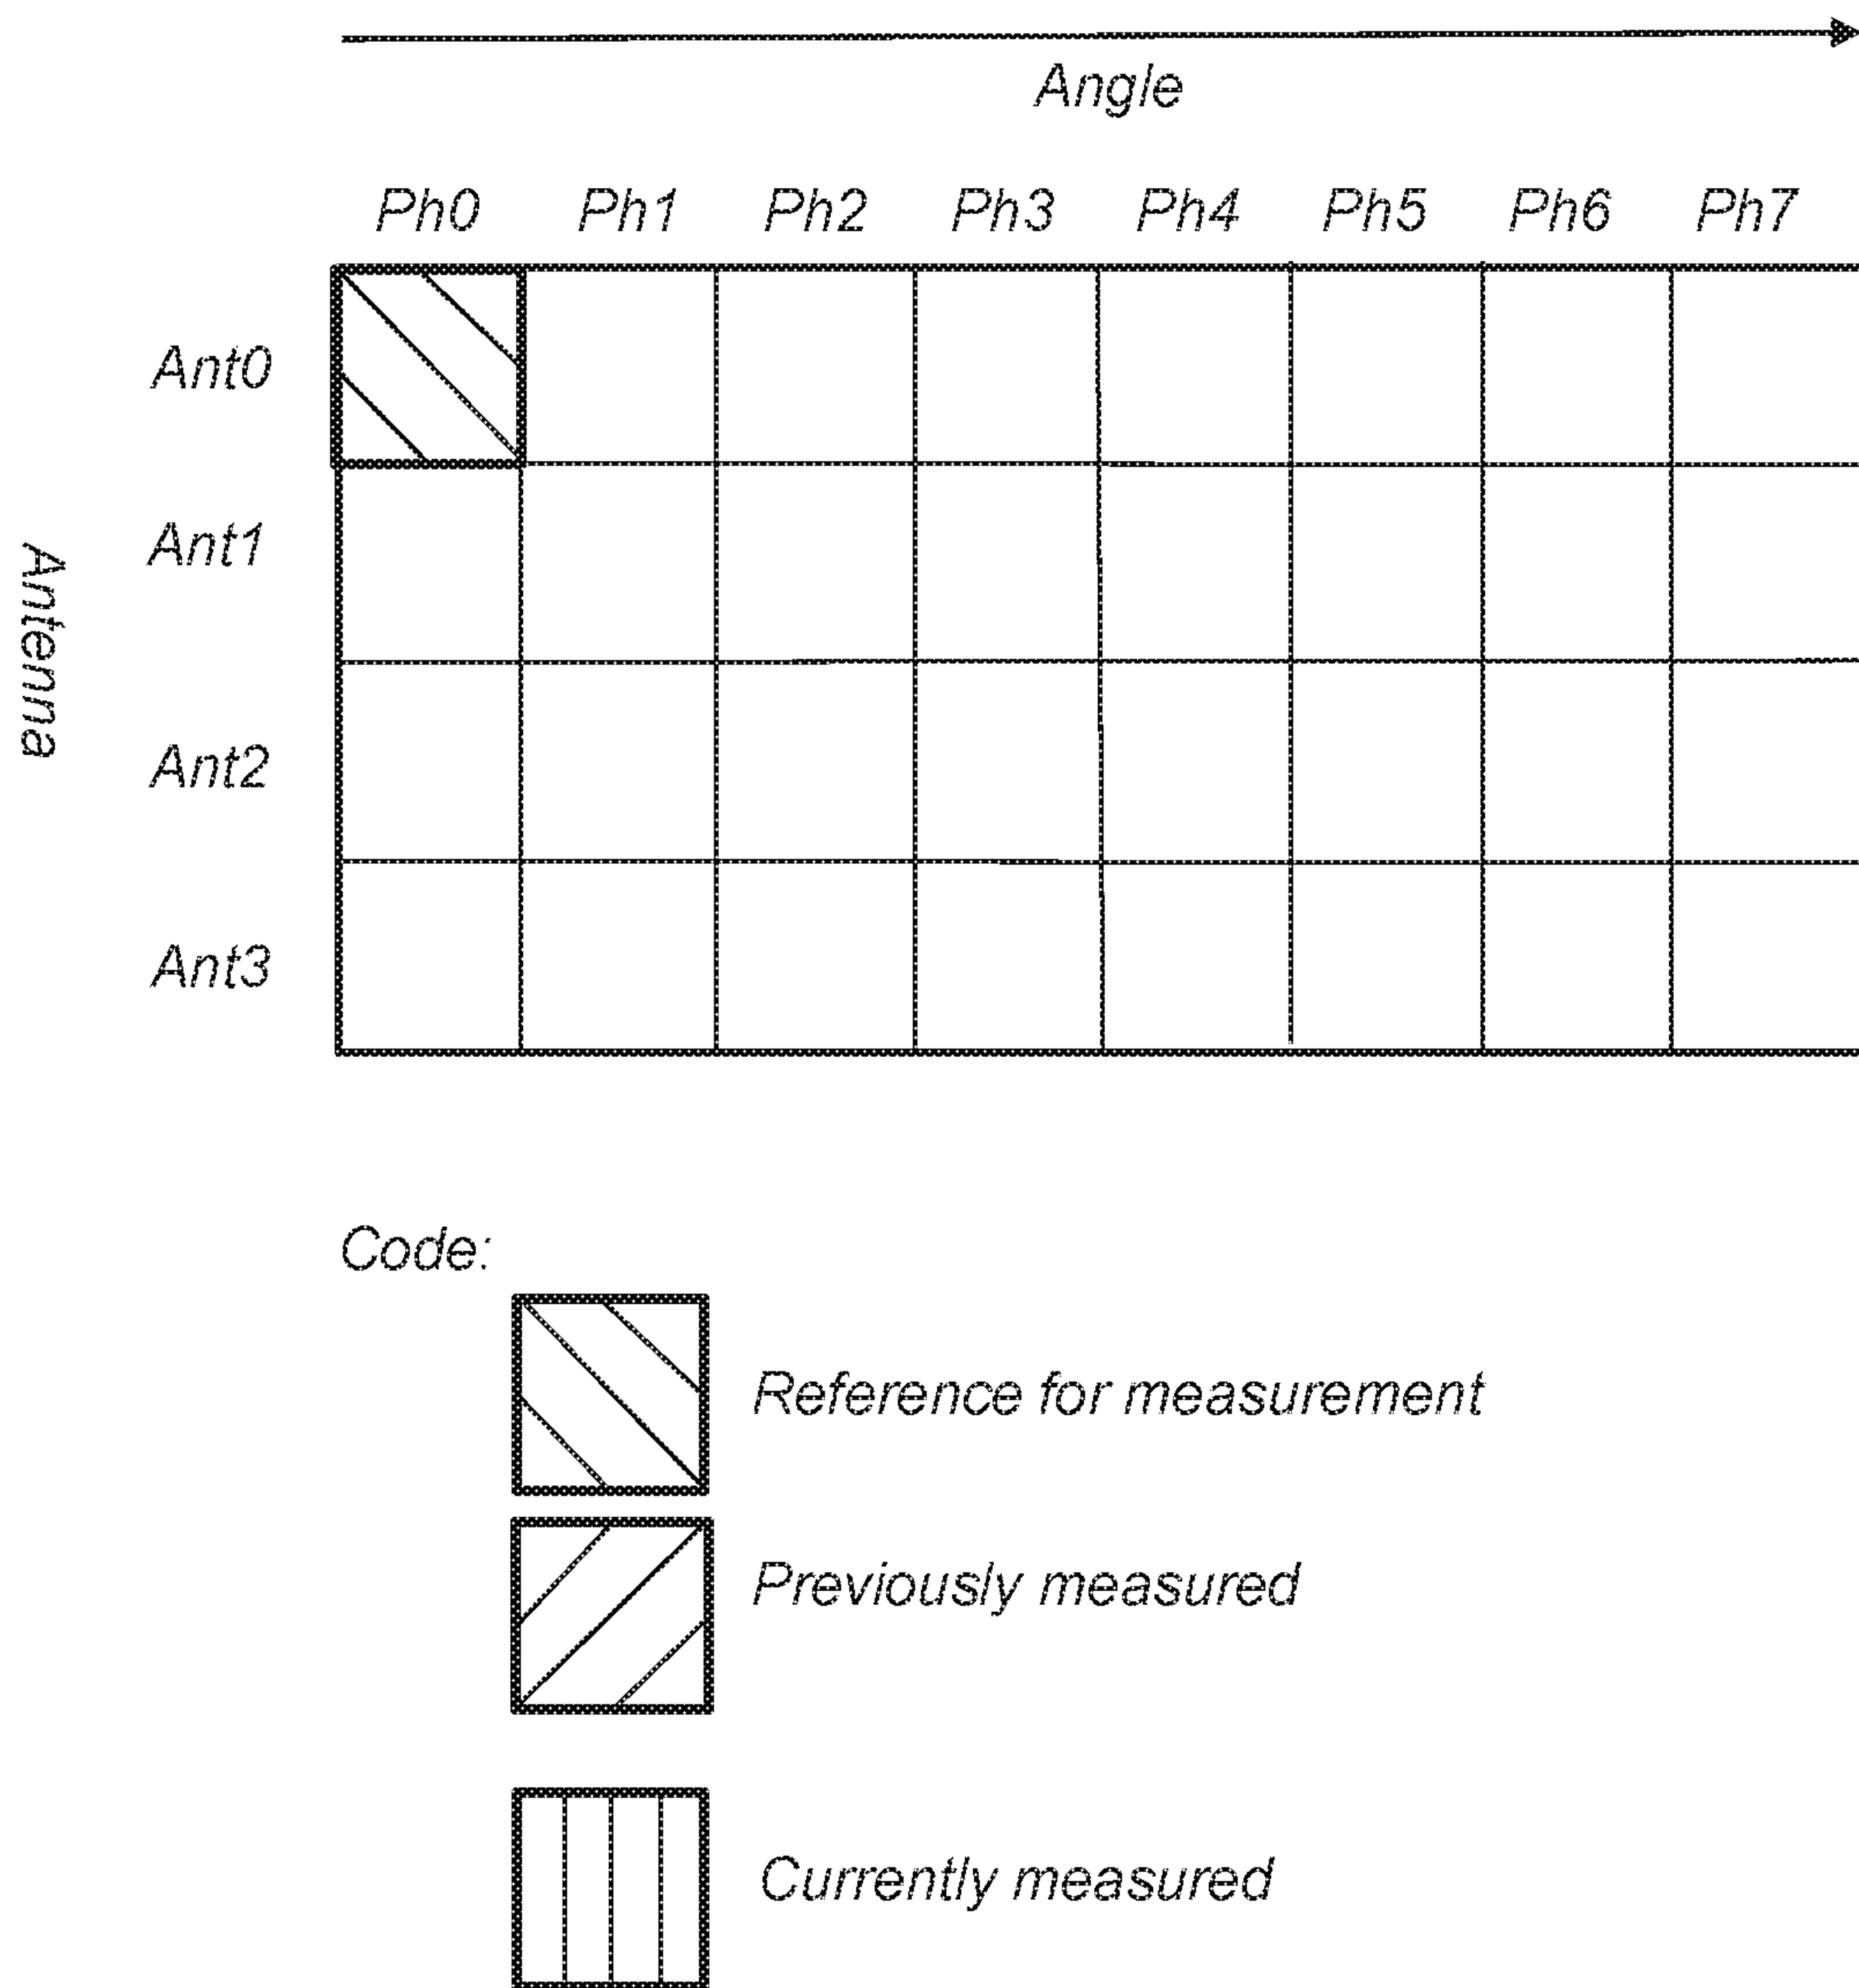 Angle
Ph0 Ph1 Ph2 Ph3 Ph4 Ph5 Ph6 Ph7
Ant0
Ant1
Antenna
Ant2
Ant3
Code:
Reference for measurement
Previously measured
Currently measured